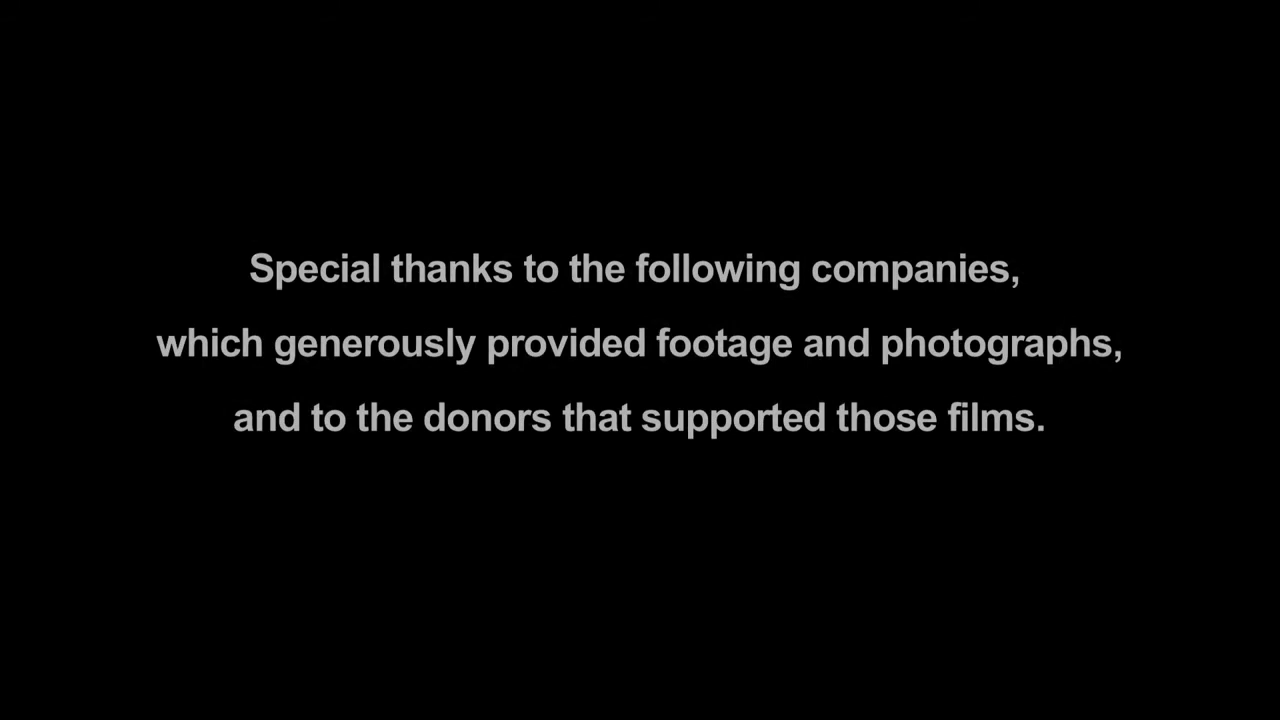 Special thanks to the following companies,
which generously provided footage and photographs,
and to the donors that supported those films.